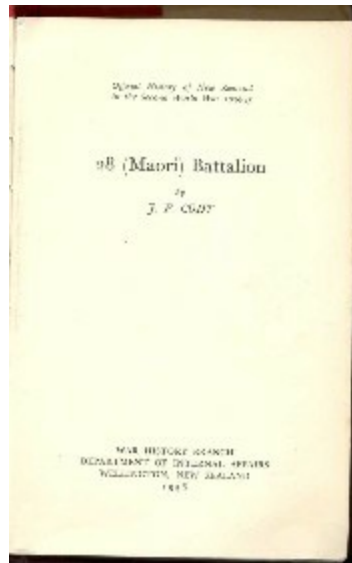 Official History of New Zealand
in the Second World War 1939-45
28 (Maori) Battalion
by
J. F. CODY
WAR HISTORY BRANCH
DEPARTMENT OF INTERNAL AFFAIRS
WELLINGTON, NEW ZEALAND
1956